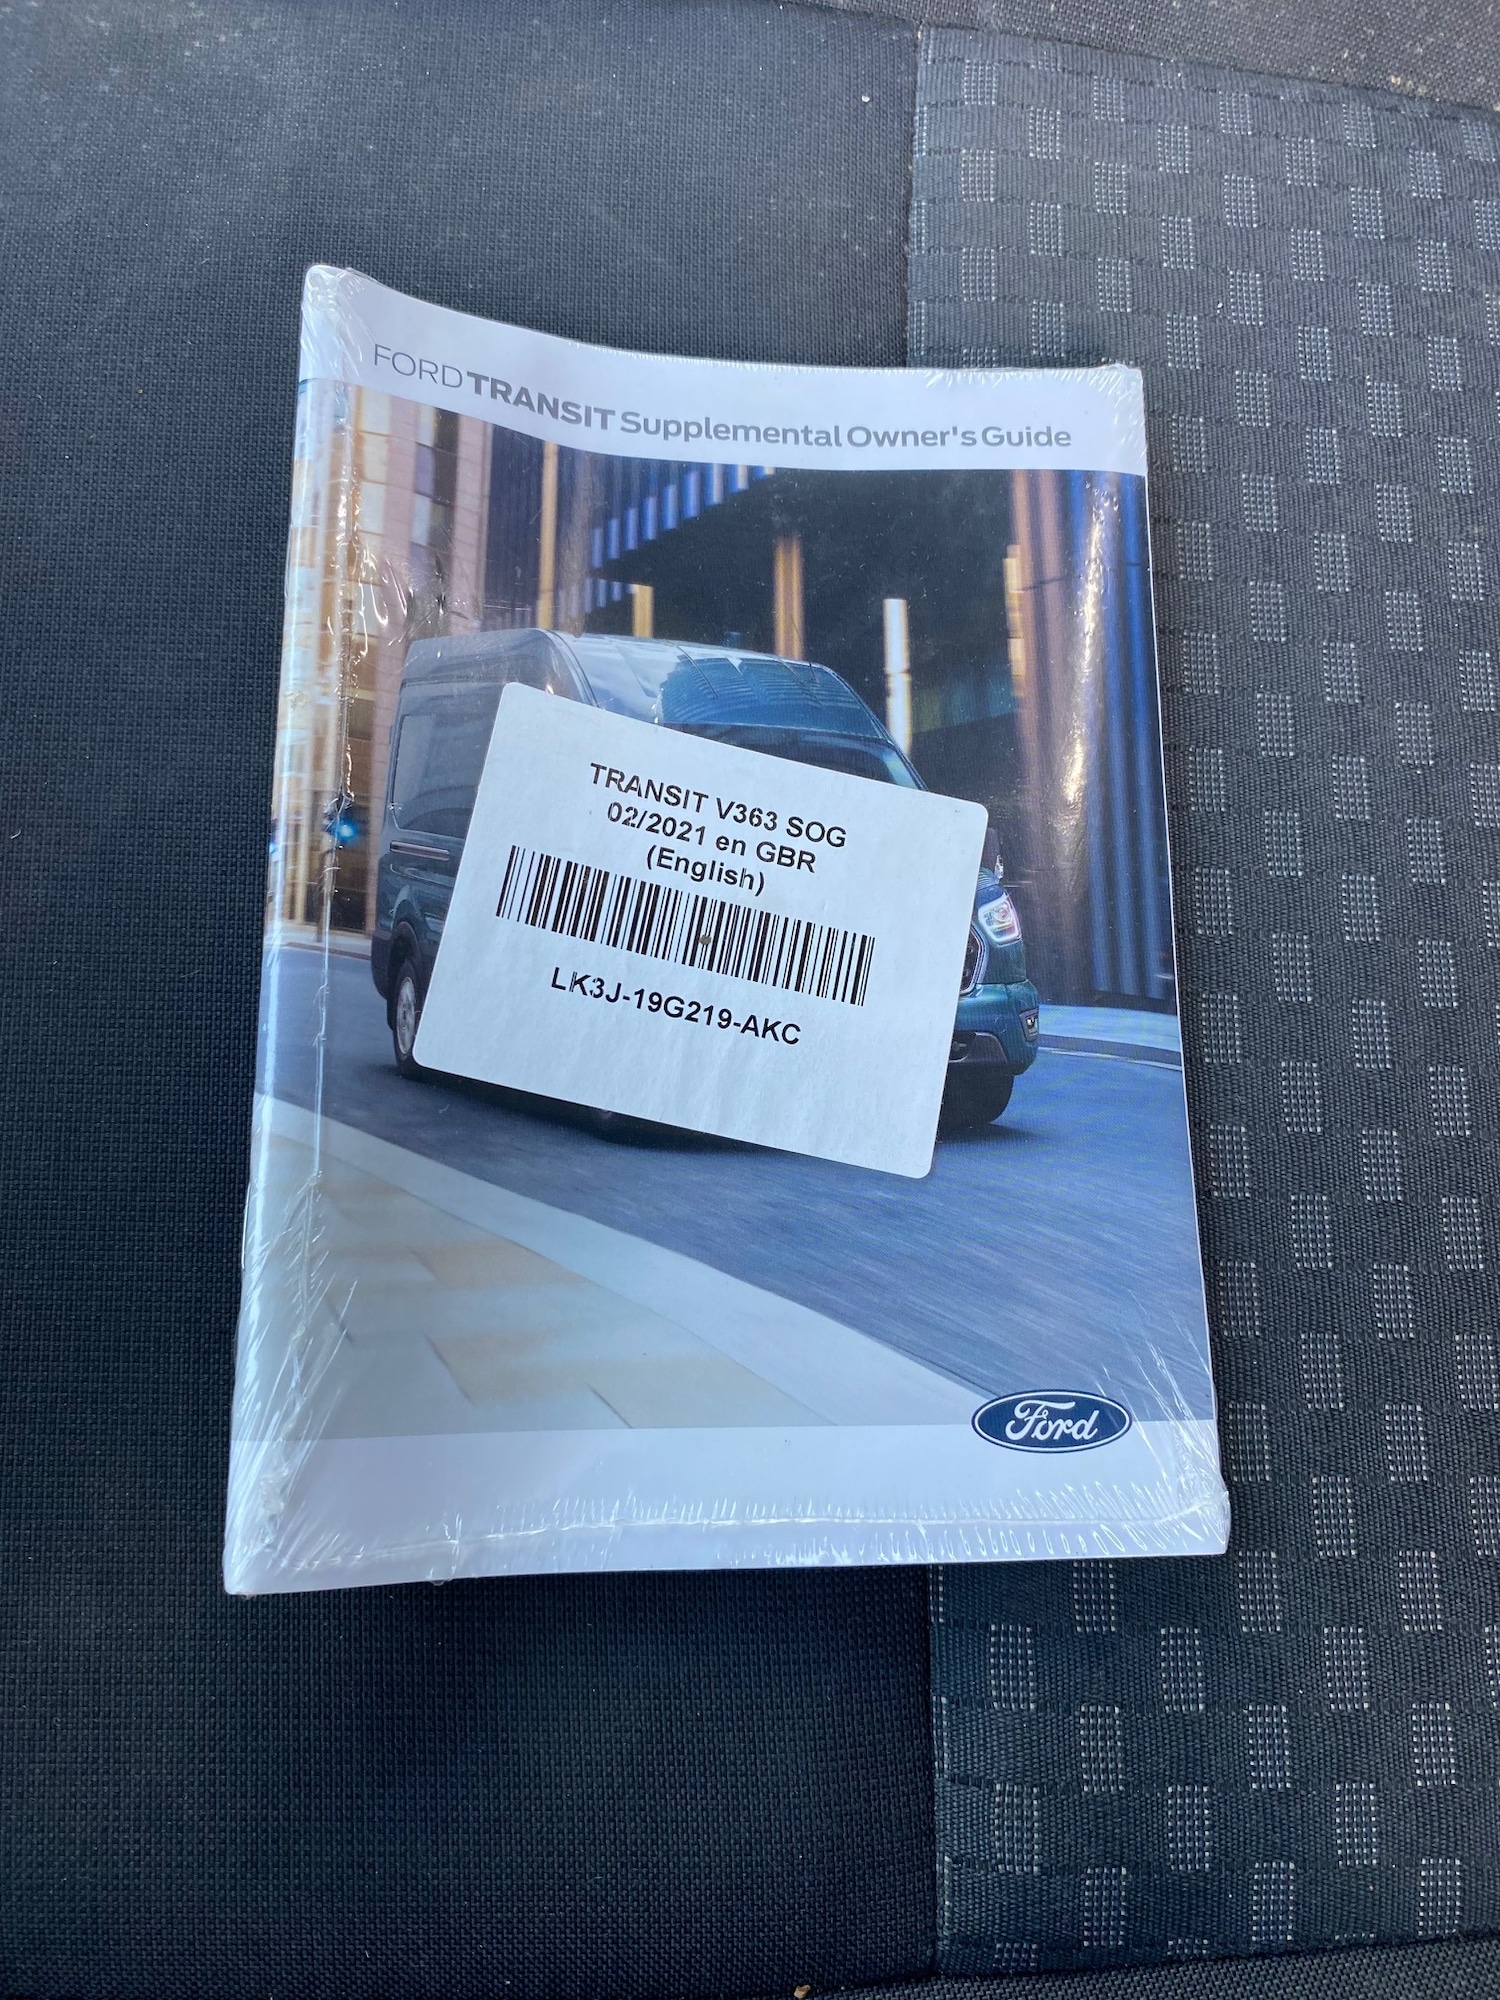 FORD TRANSIT Supplemental Owner's Guide
TRANSIT V363 SOG
02/2021 en GBR
(English)
LK3J-19G219-AKC
Ford